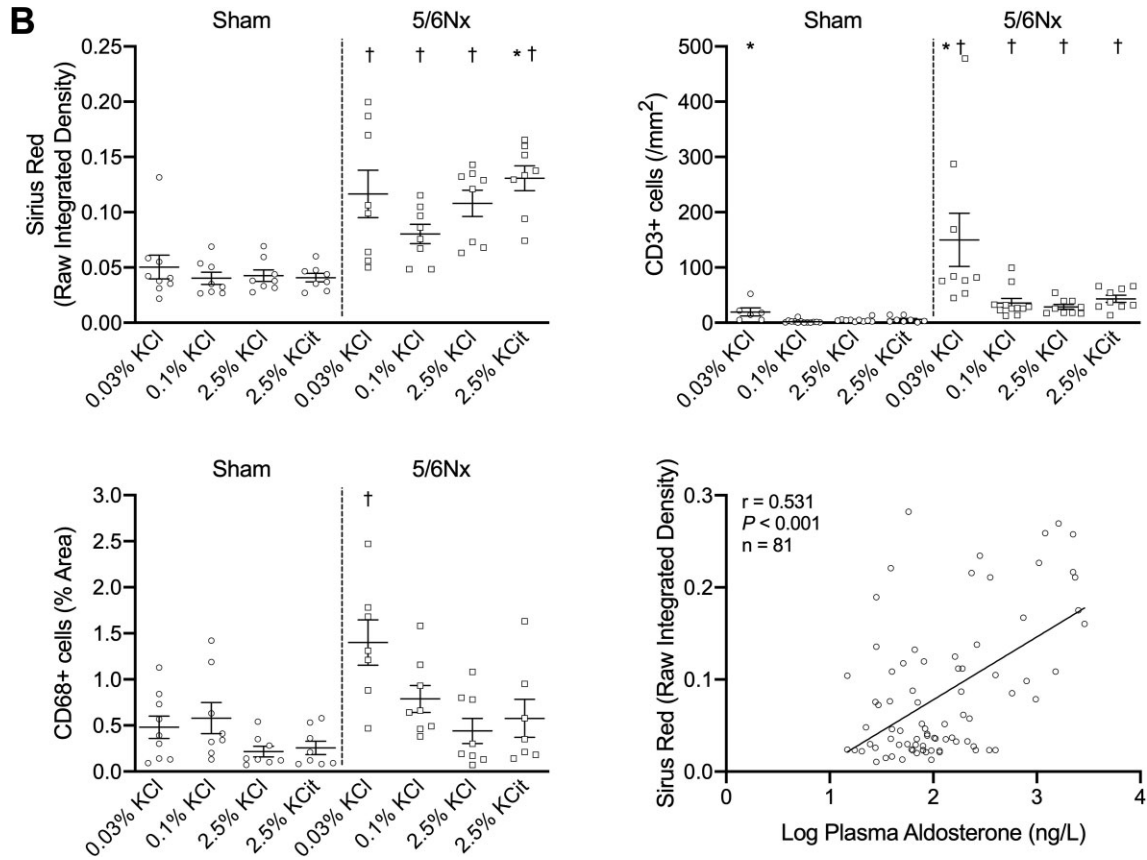 B
Sham 5/6Nx
Sirius Red
(Raw Integrated Density)
0.25
0.20
0.15
0.10
0.05
0.00
† † † * †
0.03% KCl
0.1% KCl
2.5% KCl
2.5% KCit
0.03% KCl
0.1% KCl
2.5% KCl
2.5% KCit
Sham 5/6Nx
CD3+ cells (/mm²)
500
400
300
200
100
0
* * † † † †
0.03% KCl
0.1% KCl
2.5% KCl
2.5% KCit
0.03% KCl
0.1% KCl
2.5% KCl
2.5% KCit
Sham 5/6Nx
CD68+ cells (% Area)
3.0
2.5
2.0
1.5
1.0
0.5
0.0
†
0.03% KCl
0.1% KCl
2.5% KCl
2.5% KCit
0.03% KCl
0.1% KCl
2.5% KCl
2.5% KCit
Sirus Red (Raw Integrated Density)
0.3
0.2
0.1
0.0
r = 0.531
P < 0.001
n = 81
0 1 2 3 4
Log Plasma Aldosterone (ng/L)